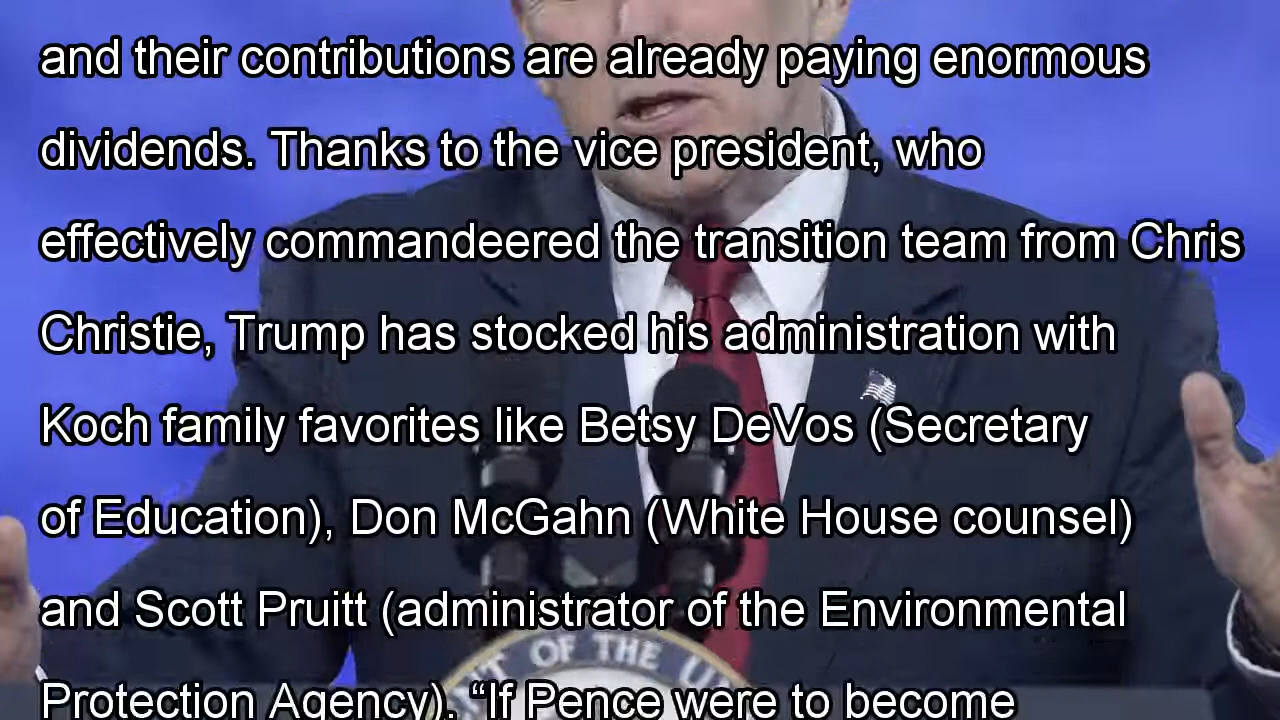 and their contributions are already paying enormous
dividends. Thanks to the vice president, who
effectively commandeered the transition team from Chris
Christie, Trump has stocked his administration with
Koch family favorites like Betsy DeVos (Secretary
of Education), Don McGahn (White House counsel)
and Scott Pruitt (administrator of the Environmental
Protection Agency). “If Pence were to become
OF THE